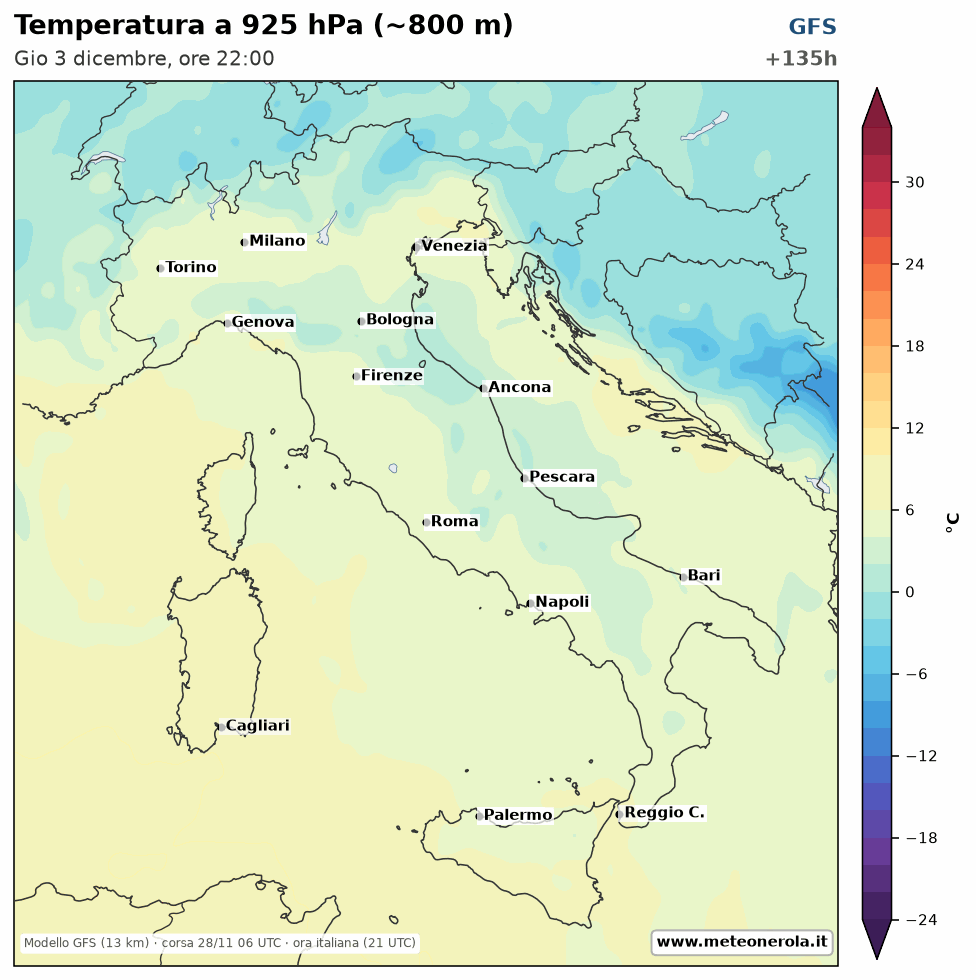 Temperatura a 925 hPa (~800 m)
GFS
Gio 3 dicembre, ore 22:00
+135h
Milano
Venezia
Torino
Genova
Bologna
Firenze
Ancona
Pescara
Roma
Bari
Napoli
Cagliari
Palermo
Reggio C.
30
24
18
12
6
0
−6
−12
−18
−24
°C
Modello GFS (13 km) · corsa 28/11 06 UTC · ora italiana (21 UTC)
www.meteonerola.it